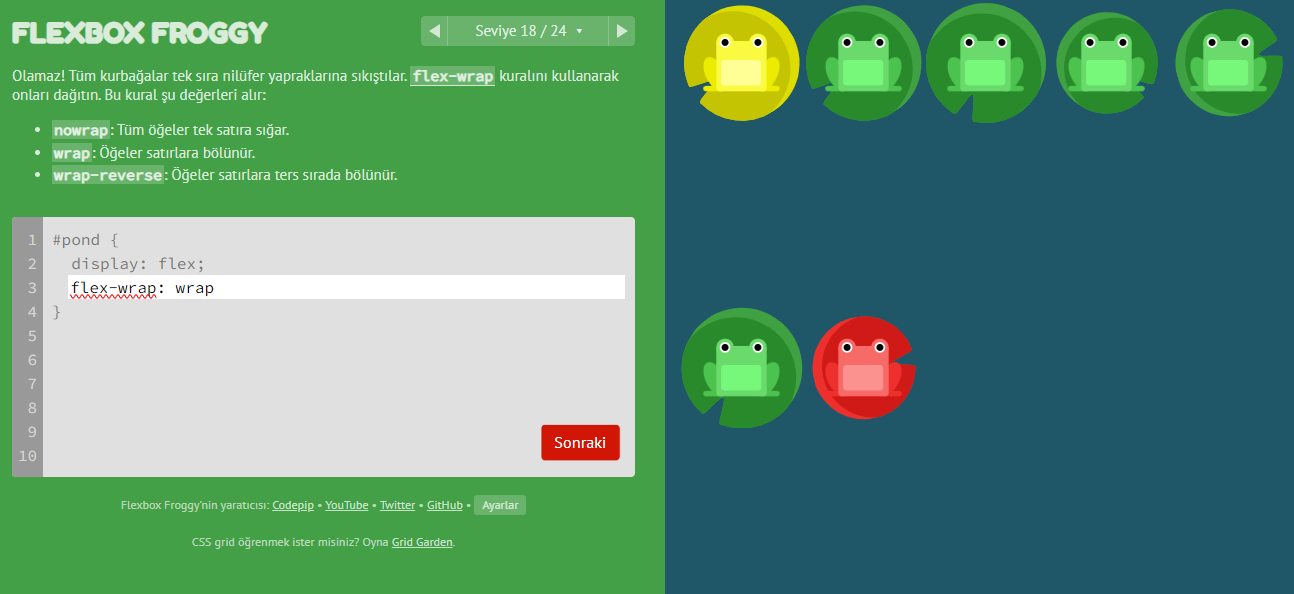 FLEXBOX FROGGY
Seviye 18 / 24
Olamaz! Tüm kurbağalar tek sıra nilüfer yapraklarına sıkıştılar. flex-wrap kuralını kullanarak
onları dağıtın. Bu kural şu değerleri alır:
nowrap: Tüm öğeler tek satıra sığar.
wrap: Öğeler satırlara bölünür.
wrap-reverse: Öğeler satırlara ters sırada bölünür.
1 #pond {
2 display: flex;
3 flex-wrap: wrap
4 }
5
6
7
8
9
10
Sonraki
Flexbox Froggy'nin yaratıcısı: Codepip • YouTube • Twitter • GitHub • Ayarlar
CSS grid öğrenmek ister misiniz? Oyna Grid Garden.